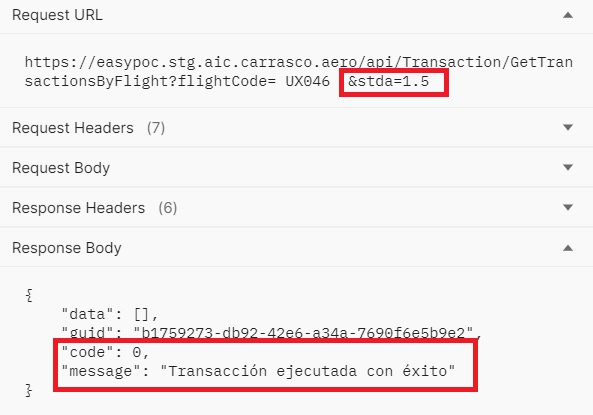 Request URL
https://easypoc.stg.aic.carrasco.aero/api/Transaction/GetTran
sactionsByFlight?flightCode= UX046 &stda=1.5
Request Headers (7)
Request Body
Response Headers (6)
Response Body
{
"data": [],
"guid": "b1759273-db92-42e6-a34a-7690f6e5b9e2",
"code": 0,
"message": "Transacción ejecutada con éxito"
}